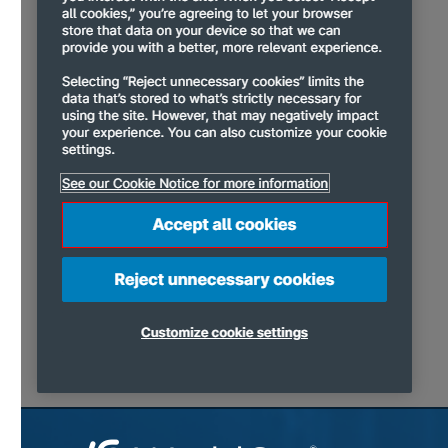 all cookies,” you’re agreeing to let your browser
store that data on your device so that we can
provide you with a better, more relevant experience.
Selecting “Reject unnecessary cookies” limits the
data that’s stored to what’s strictly necessary for
using the site. However, that may negatively impact
your experience. You can also customize your cookie
settings.
See our Cookie Notice for more information
Accept all cookies
Reject unnecessary cookies
Customize cookie settings